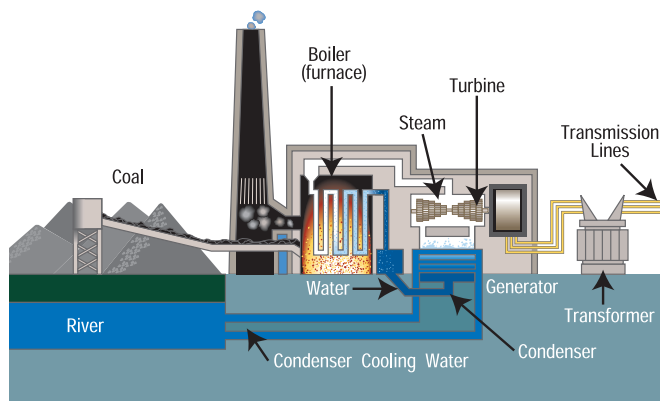 Boiler
(furnace)
Turbine
Steam
Transmission
Lines
Coal
Water
Generator
River
Transformer
Condenser
Condenser Cooling Water